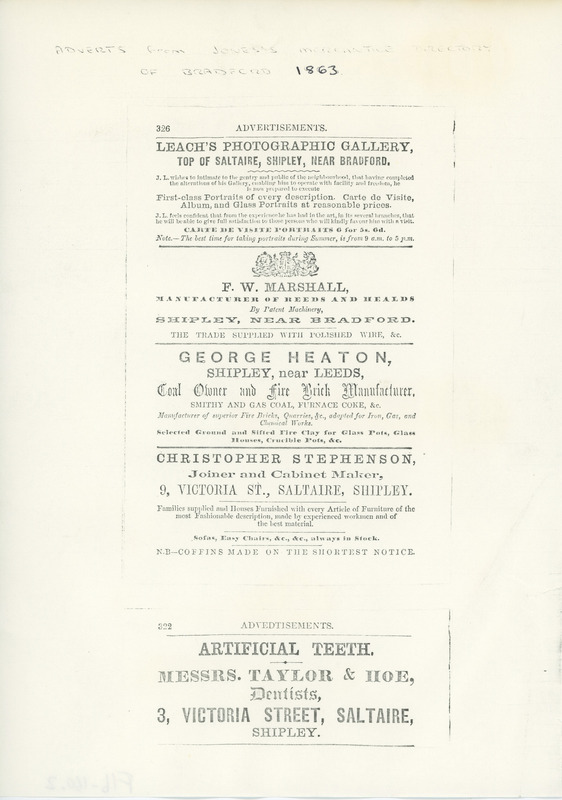 ADVERTS from JONES'S MERCANTILE DIRECTORY
OF BRADFORD 1863.
326 ADVERTISEMENTS.
LEACH'S PHOTOGRAPHIC GALLERY,
TOP OF SALTAIRE, SHIPLEY, NEAR BRADFORD.
J. L. wishes to intimate to the gentry and public of the neighbourhood, that having completed
the alterations of his Gallery, enabling him to operate with facility and freedom, he
is now prepared to execute
First-class Portraits of every description. Carte de Visite,
Album, and Glass Portraits at reasonable prices.
J. L. feels confident that from the experience he has had in the art, in its several branches, that
he will be able to give full satisfaction to those persons who will kindly favour him with a visit.
CARTE DE VISITE PORTRAITS 6 for 5s. 6d.
Note.—The best time for taking portraits during Summer, is from 9 a.m. to 5 p.m.
F. W. MARSHALL,
MANUFACTURER OF REEDS AND HEALDS
By Patent Machinery,
SHIPLEY, NEAR BRADFORD.
THE TRADE SUPPLIED WITH POLISHED WIRE, &c.
GEORGE HEATON,
SHIPLEY, near LEEDS,
Coal Owner and Fire Brick Manufacturer,
SMITHY AND GAS COAL, FURNACE COKE, &c.
Manufacturer of superior Fire Bricks, Quarries, &c., adapted for Iron, Gas, and
Chemical Works.
Selected Ground and Sifted Fire Clay for Glass Pots, Glass
Houses, Crucible Pots, &c.
CHRISTOPHER STEPHENSON,
Joiner and Cabinet Maker,
9, VICTORIA ST., SALTAIRE, SHIPLEY.
Families supplied and Houses Furnished with every Article of Furniture of the
most Fashionable description, made by experienced workmen and of
the best material.
Sofas, Easy Chairs, &c., &c., always in Stock.
N.B—COFFINS MADE ON THE SHORTEST NOTICE.
322 ADVEDTISEMENTS.
ARTIFICIAL TEETH.
MESSRS. TAYLOR & HOE,
Dentists,
3, VICTORIA STREET, SALTAIRE,
SHIPLEY.